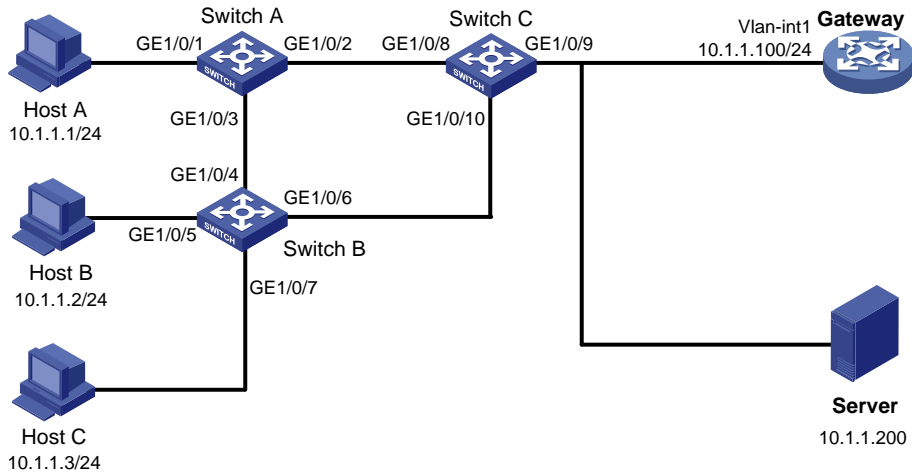 Switch A
Switch C
Vlan-int1
Gateway
GE1/0/1
GE1/0/2
GE1/0/8
GE1/0/9
10.1.1.100/24
SWITCH
SWITCH
Host A
10.1.1.1/24
GE1/0/3
GE1/0/10
GE1/0/4
GE1/0/6
GE1/0/5
SWITCH
Switch B
Host B
10.1.1.2/24
GE1/0/7
Server
10.1.1.200
Host C
10.1.1.3/24